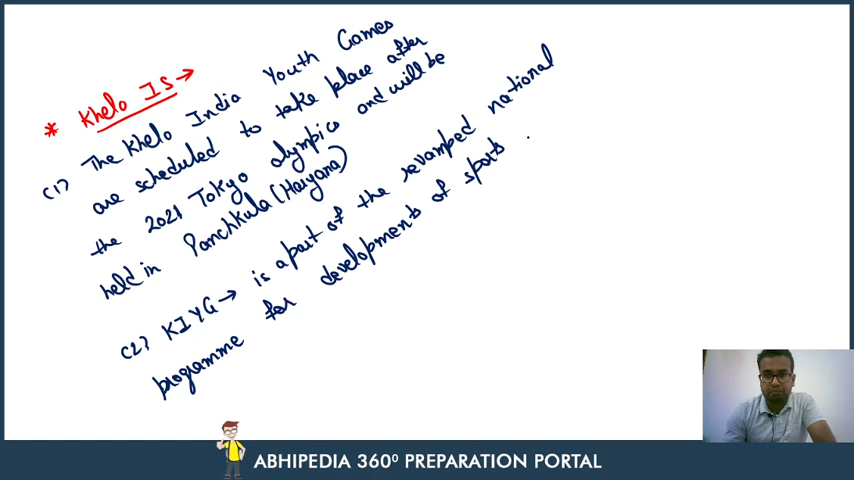 * Khelo IS →
(1) The Khelo India Youth Games
are scheduled to take place after
the 2021 Tokyo olympics and will be
held in Panchkula (Haryana)
(2) KIYG → is a part of the revamped national
programme for developments of sports
ABHIPEDIA 360° PREPARATION PORTAL